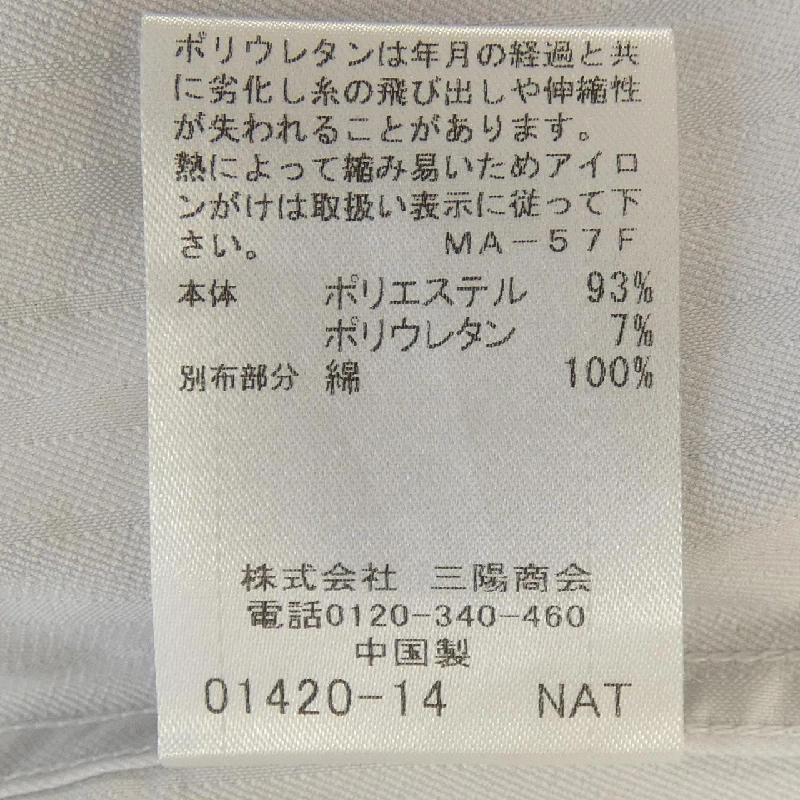 ポリウレタンは年月の経過と共
に劣化し糸の飛び出しや伸縮性
が失われることがあります。
熱によって縮み易いためアイロ
ンがけは取扱い表示に従って下
さい。 MA-57F
本体 ポリエステル 93%
ポリウレタン 7%
別布部分 綿 100%
株式会社 三陽商会
電話0120-340-460
中国製
01420-14 NAT